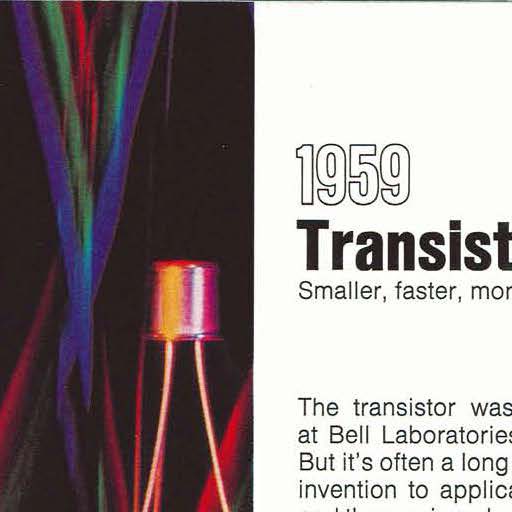 1959
Transist
Smaller, faster, mor
The transistor was
at Bell Laboratories
But it's often a long
invention to applica